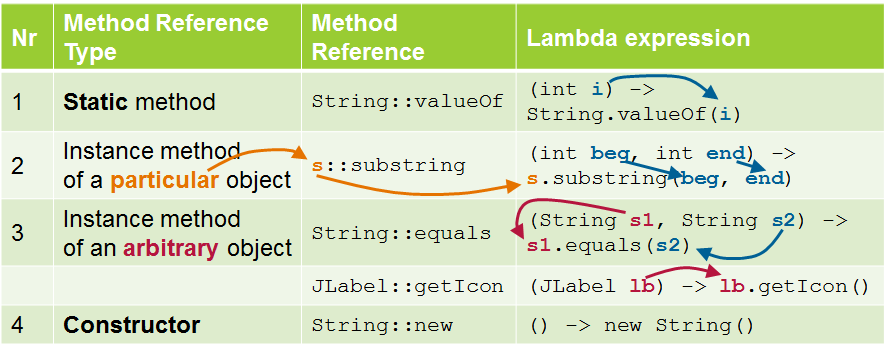 Nr
Method Reference
Type
Method
Reference
Lambda expression
1
Static method
String::valueOf
(int i) ->
String.valueOf(i)
2
Instance method
of a particular object
s::substring
(int beg, int end) ->
s.substring(beg, end)
3
Instance method
of an arbitrary object
String::equals
(String s1, String s2) ->
s1.equals(s2)
JLabel::getIcon
(JLabel lb) -> lb.getIcon()
4
Constructor
String::new
() -> new String()